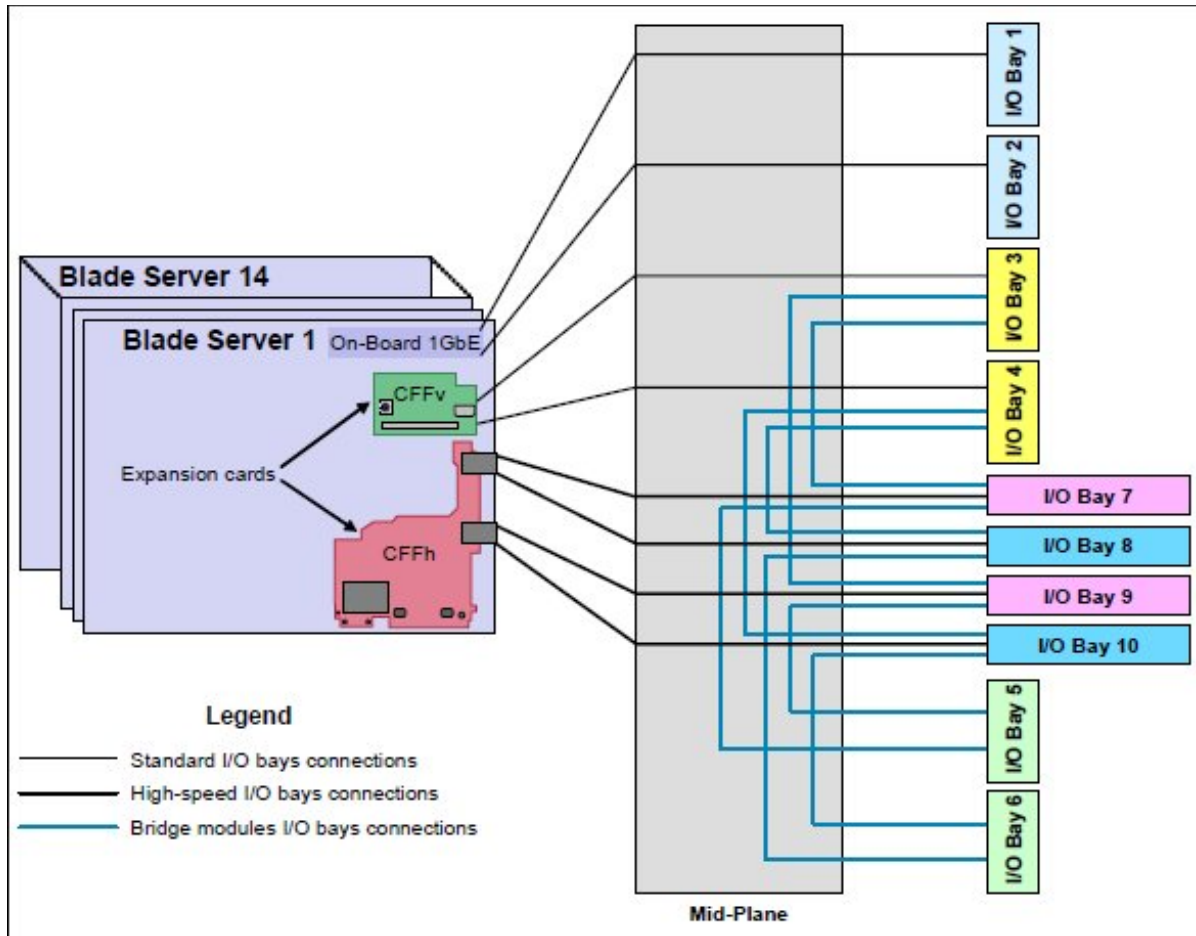 I/O Bay 1
I/O Bay 2
I/O Bay 3
I/O Bay 4
Blade Server 14
Blade Server 1
On-Board 1GbE
CFFv
Expansion cards
CFFh
I/O Bay 7
I/O Bay 8
I/O Bay 9
I/O Bay 10
I/O Bay 5
I/O Bay 6
Legend
Standard I/O bays connections
High-speed I/O bays connections
Bridge modules I/O bays connections
Mid-Plane